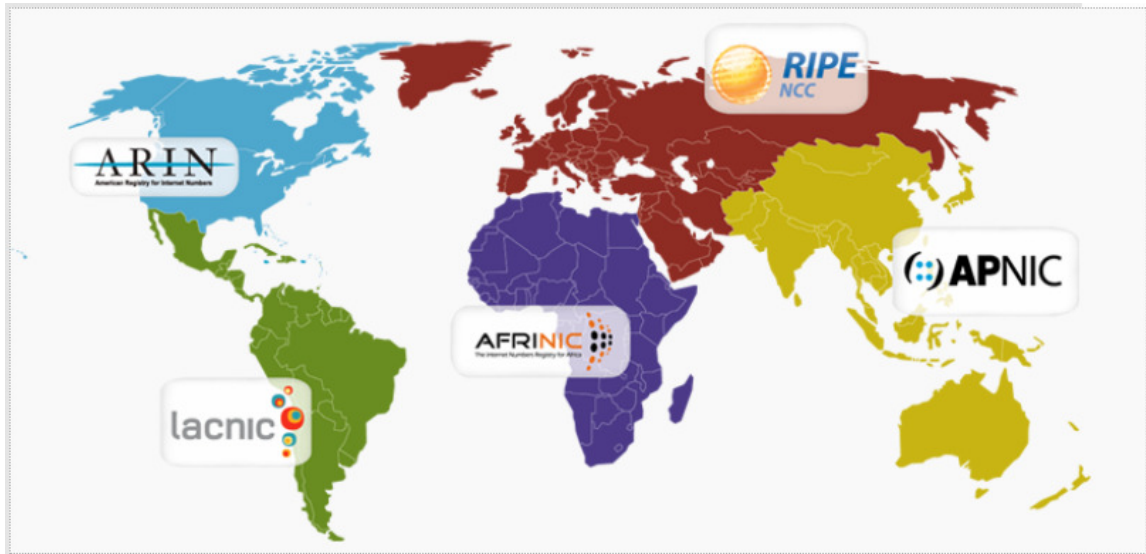 RIPE
NCC
ARIN
American Registry for Internet Numbers
APNIC
AFRINIC
The Internet Numbers Registry for Africa
lacnic